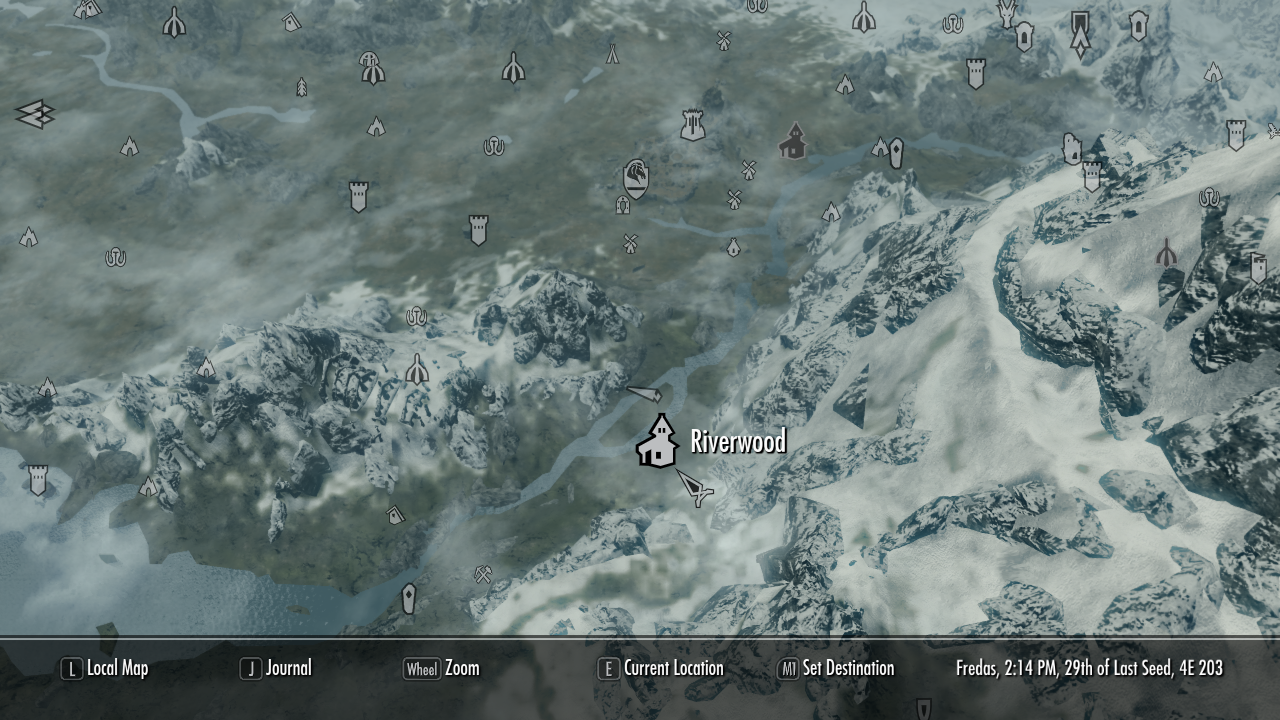 Riverwood
L Local Map
J Journal
Wheel Zoom
E Current Location
M1 Set Destination
Fredas, 2:14 PM, 29th of Last Seed, 4E 203